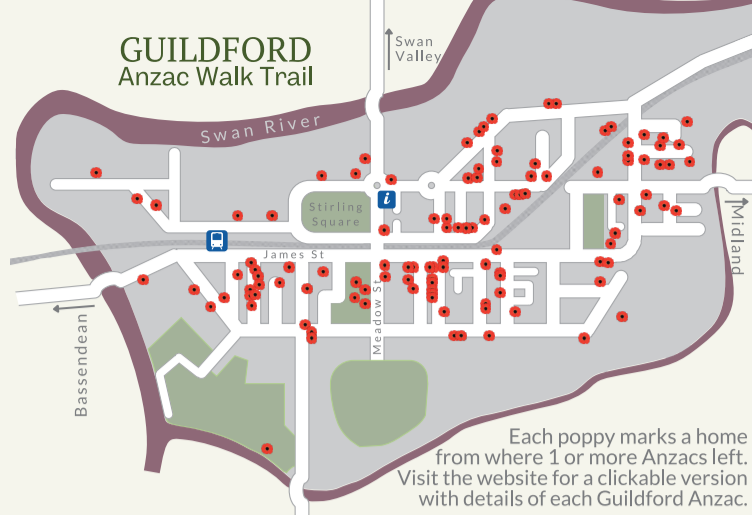 GUILDFORD
Anzac Walk Trail
Swan
Valley
Swan River
i
Stirling
Square
James St
Meadow St
Midland
Bassendean
Each poppy marks a home
from where 1 or more Anzacs left.
Visit the website for a clickable version
with details of each Guildford Anzac.